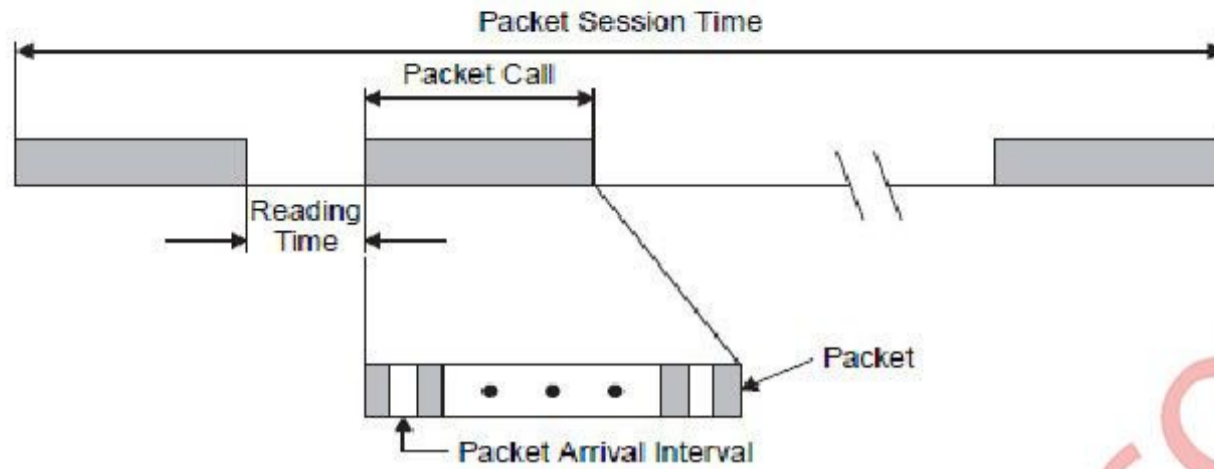 Packet Session Time
Packet Call
Reading
Time
Packet
Packet Arrival Interval